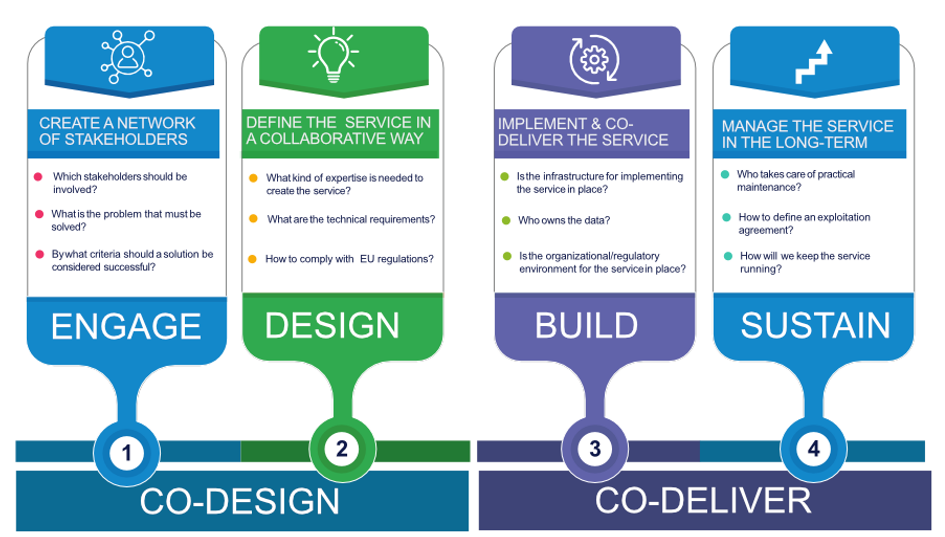 CREATE A NETWORK
OF STAKEHOLDERS
Which stakeholders should be
involved?
What is the problem that must be
solved?
By what criteria should a solution be
considered successful?
ENGAGE
1
DEFINE THE SERVICE IN
A COLLABORATIVE WAY
What kind of expertise is needed to
create the service?
What are the technical requirements?
How to comply with EU regulations?
DESIGN
2
CO-DESIGN
IMPLEMENT & CO-
DELIVER THE SERVICE
Is the infrastructure for implementing
the service in place?
Who owns the data?
Is the organizational/regulatory
environment for the service in place?
BUILD
3
MANAGE THE SERVICE
IN THE LONG-TERM
Who takes care of practical
maintenance?
How to define an exploitation
agreement?
How will we keep the service
running?
SUSTAIN
4
CO-DELIVER